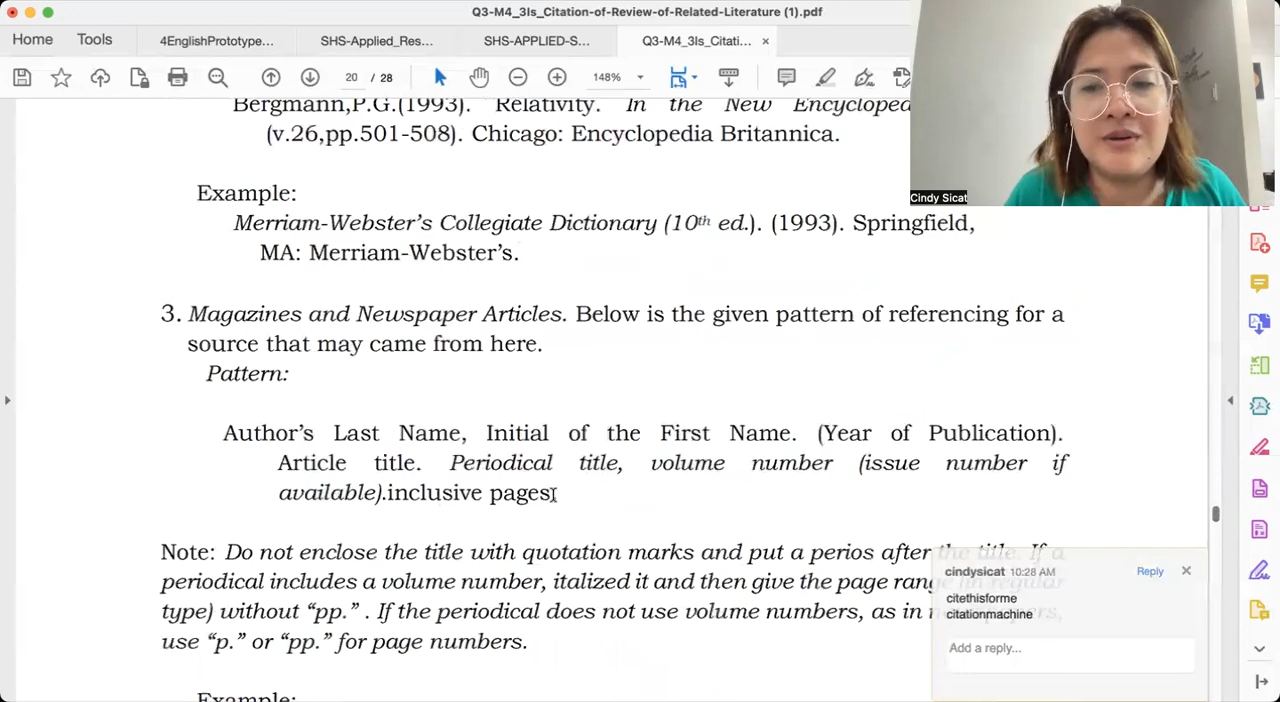 Q3-M4_3Is_Citation-of-Review-of-Related-Literature (1).pdf
Home
Tools
4EnglishPrototype...
SHS-Applied_Res...
SHS-APPLIED-S...
Q3-M4_3Is_Citati...
20 / 28
148%
Bergmann,P.G.(1993). Relativity. In the New Encycloped
(v.26,pp.501-508). Chicago: Encyclopedia Britannica.
Cindy Sicat
Example:
Merriam-Webster's Collegiate Dictionary (10th ed.). (1993). Springfield,
MA: Merriam-Webster's.
3. Magazines and Newspaper Articles. Below is the given pattern of referencing for a
source that may came from here.
Pattern:
Author's Last Name, Initial of the First Name. (Year of Publication).
Article title. Periodical title, volume number (issue number if
available).inclusive pages
Note: Do not enclose the title with quotation marks and put a perios after the title. If a
periodical includes a volume number, italized it and then give the page range (in regular
type) without "pp." . If the periodical does not use volume numbers, as in
use "p." or "pp." for page numbers.
Example:
cindysicat 10:28 AM
Reply
citethisforme
citationmachine
Add a reply...